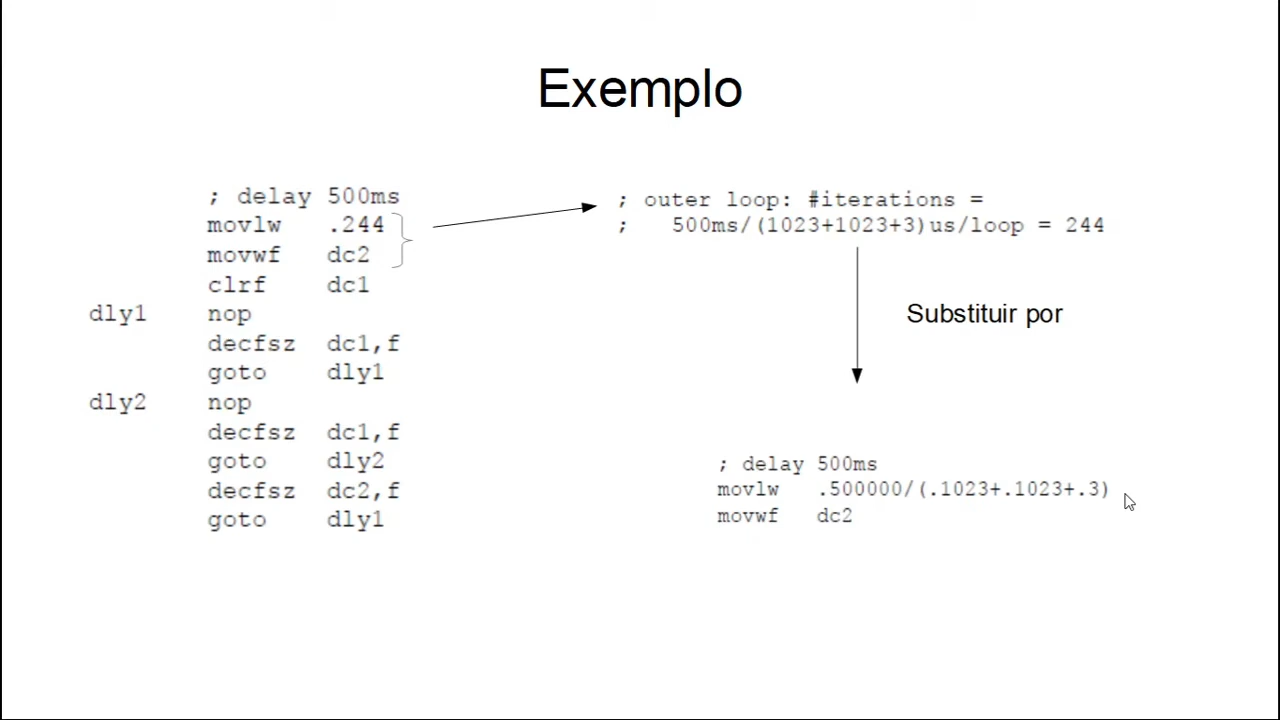 Exemplo
; delay 500ms
movlw .244
movwf dc2
clrf dc1
dly1 nop
decfsz dc1,f
goto dly1
dly2 nop
decfsz dc1,f
goto dly2
decfsz dc2,f
goto dly1
; outer loop: #iterations =
; 500ms/(1023+1023+3)us/loop = 244
Substituir por
; delay 500ms
movlw .500000/(.1023+.1023+.3)
movwf dc2